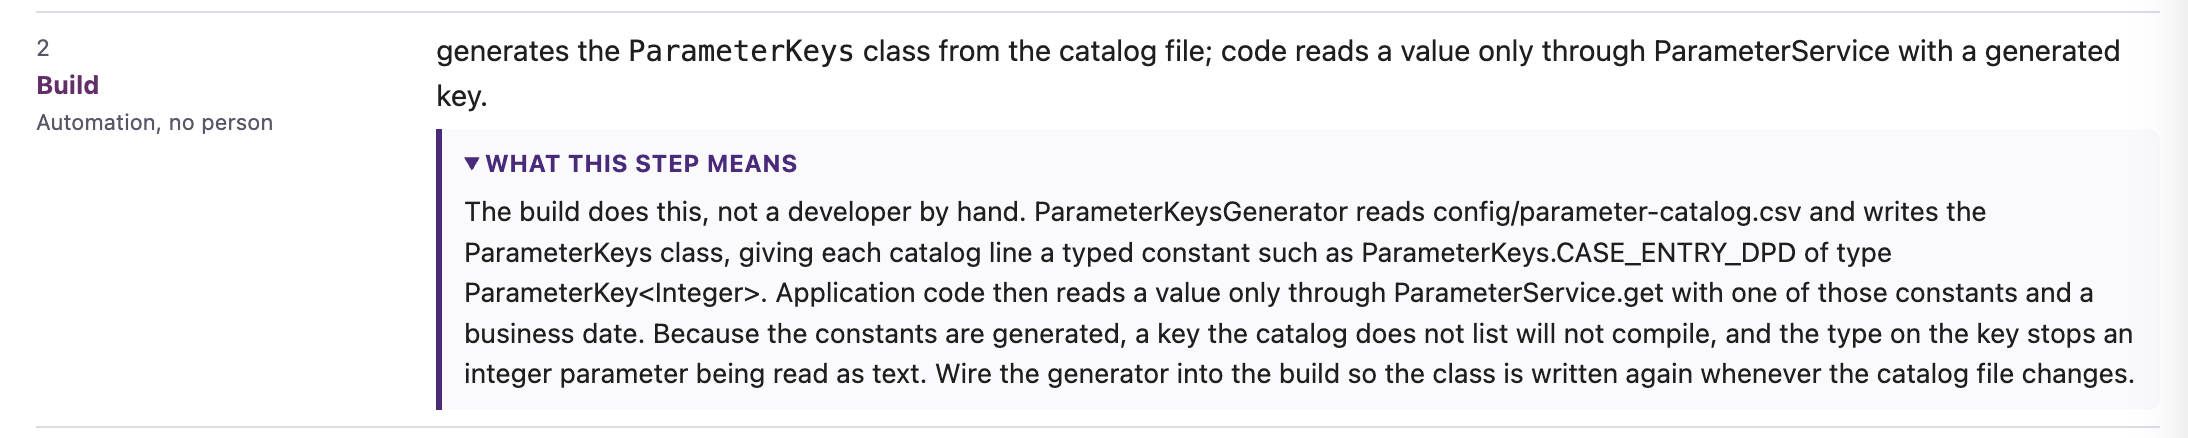 2
Build
Automation, no person
generates the ParameterKeys class from the catalog file; code reads a value only through ParameterService with a generated
key.
▼ WHAT THIS STEP MEANS
The build does this, not a developer by hand. ParameterKeysGenerator reads config/parameter-catalog.csv and writes the
ParameterKeys class, giving each catalog line a typed constant such as ParameterKeys.CASE_ENTRY_DPD of type
ParameterKey<Integer>. Application code then reads a value only through ParameterService.get with one of those constants and a
business date. Because the constants are generated, a key the catalog does not list will not compile, and the type on the key stops an
integer parameter being read as text. Wire the generator into the build so the class is written again whenever the catalog file changes.